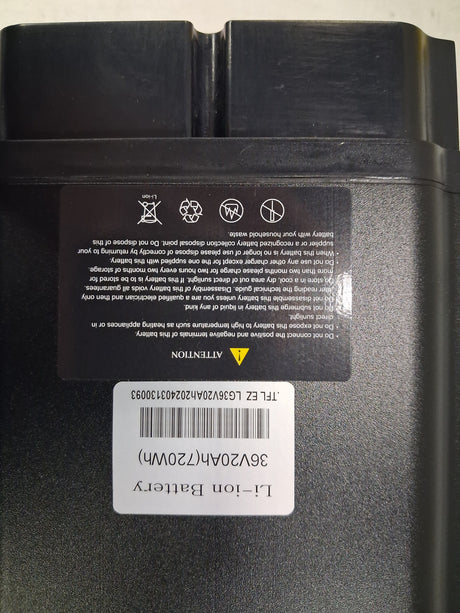 Li-ion Battery
36V20Ah(720Wh)
.TFL EZ LG36V20Ah202403130093
ATTENTION
• Do not positive the connect and negative terminals of this battery.
• Do not expose this battery to high temperature such as heating appliances or in
direct sunlight.
• Do not submerge this battery in liquid of any kind.
• Do not disassemble this battery unless you are a qualified electricians and then only
after reading the technical guide. Disassembly of this battery voids all guarantees.
• Do store in a cool, dry area out of direct sunlight. If this battery is to be stored for
more than two months please charge for two hours every two months of storage.
• Do not use any other charger except for the one supplied with this battery.
• When this battery is no longer of use please dispose of correctly by returning to your
supplier or a recognized battery collection disposal point. Do not dispose of this
battery with your household waste.
Li-ion